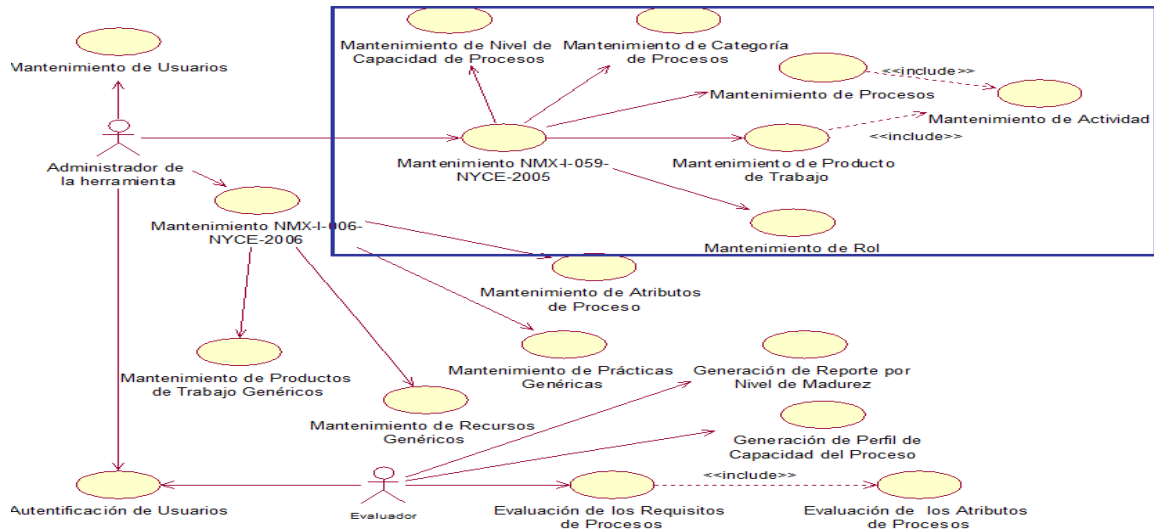 Mantenimiento de Usuarios
Mantenimiento de Nivel de
Capacidad de Procesos
Mantenimiento de Categoría
de Procesos
<<include>>
Mantenimiento de Procesos
Mantenimiento de Actividad
<<include>>
Administrador de
la herramienta
Mantenimiento NMX-I-059-
NYCE-2005
Mantenimiento de Producto
de Trabajo
Mantenimiento NMX-I-006-
NYCE-2006
Mantenimiento de Rol
Mantenimiento de Atributos
de Proceso
Mantenimiento de Productos
de Trabajo Genéricos
Mantenimiento de Prácticas
Genéricas
Generación de Reporte por
Nivel de Madurez
Mantenimiento de Recursos
Genéricos
Generación de Perfil de
Capacidad del Proceso
<<include>>
Autentificación de Usuarios
Evaluador
Evaluación de los Requisitos
de Procesos
Evaluación de los Atributos
de Procesos